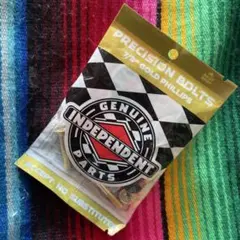 PRECISION BOLTS
7/8" GOLD PHILLIPS
GENUINE
INDEPENDENT
PARTS
ACCEPT NO SUBSTITUTES